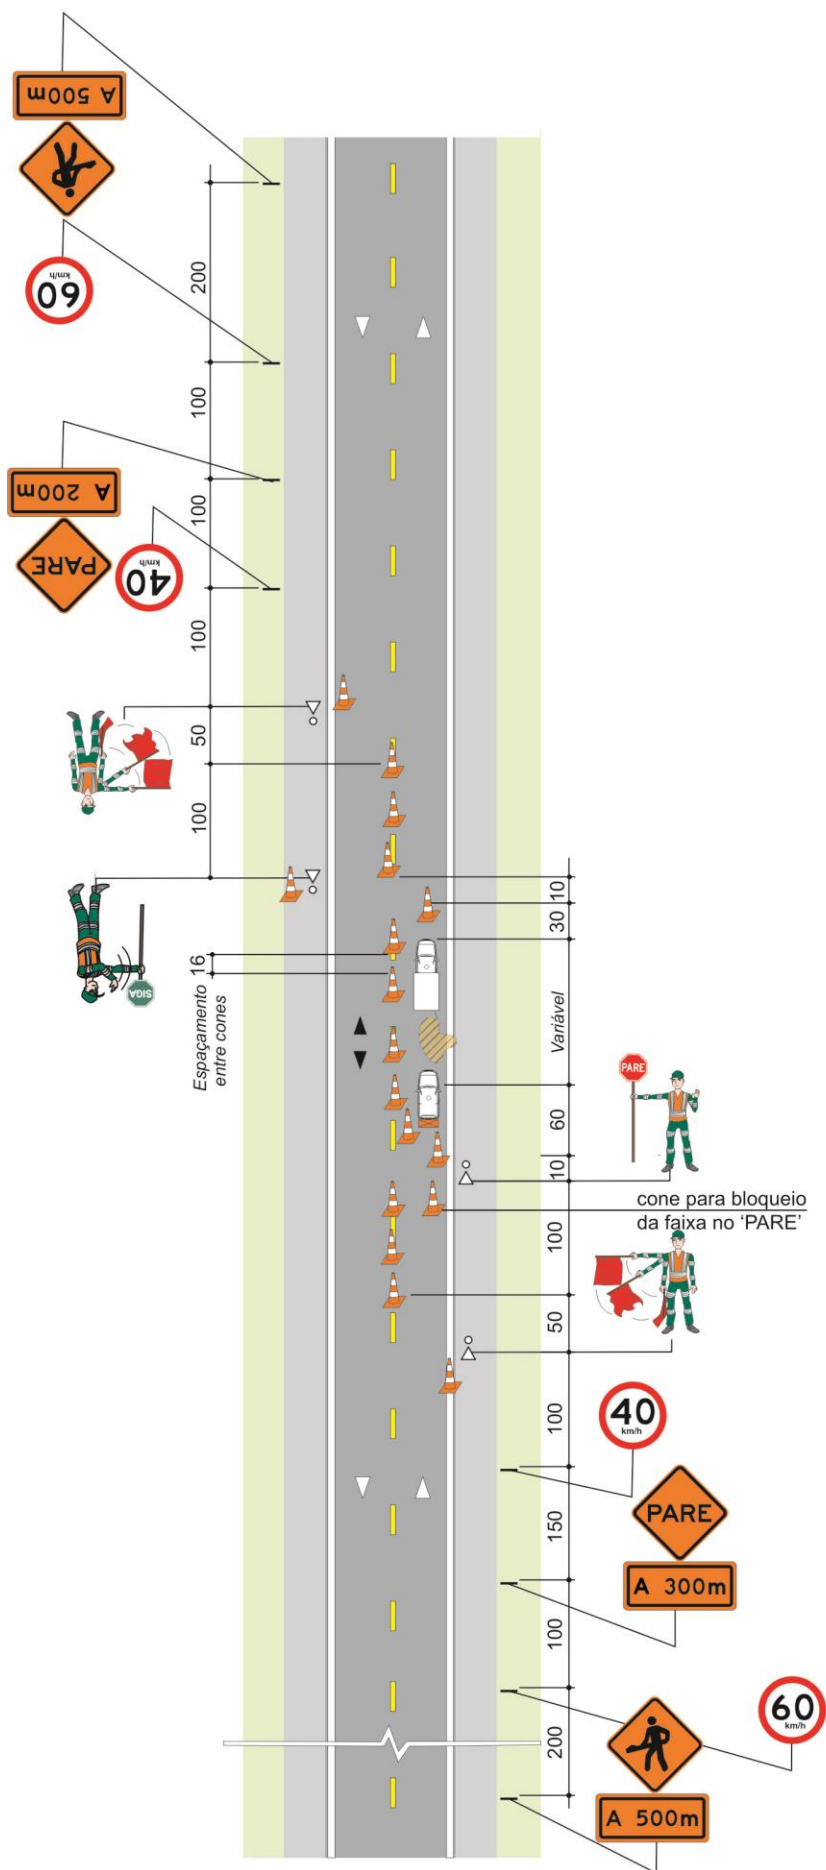 A 500m
60
km/h
200
100
A 200m
PARE
40
km/h
100
100
50
100
SIGA
16
Espaçamento
entre cones
10
30
Variável
60
10
PARE
cone para bloqueio
da faixa no 'PARE'
100
50
100
40
km/h
150
PARE
A 300m
100
60
km/h
200
A 500m